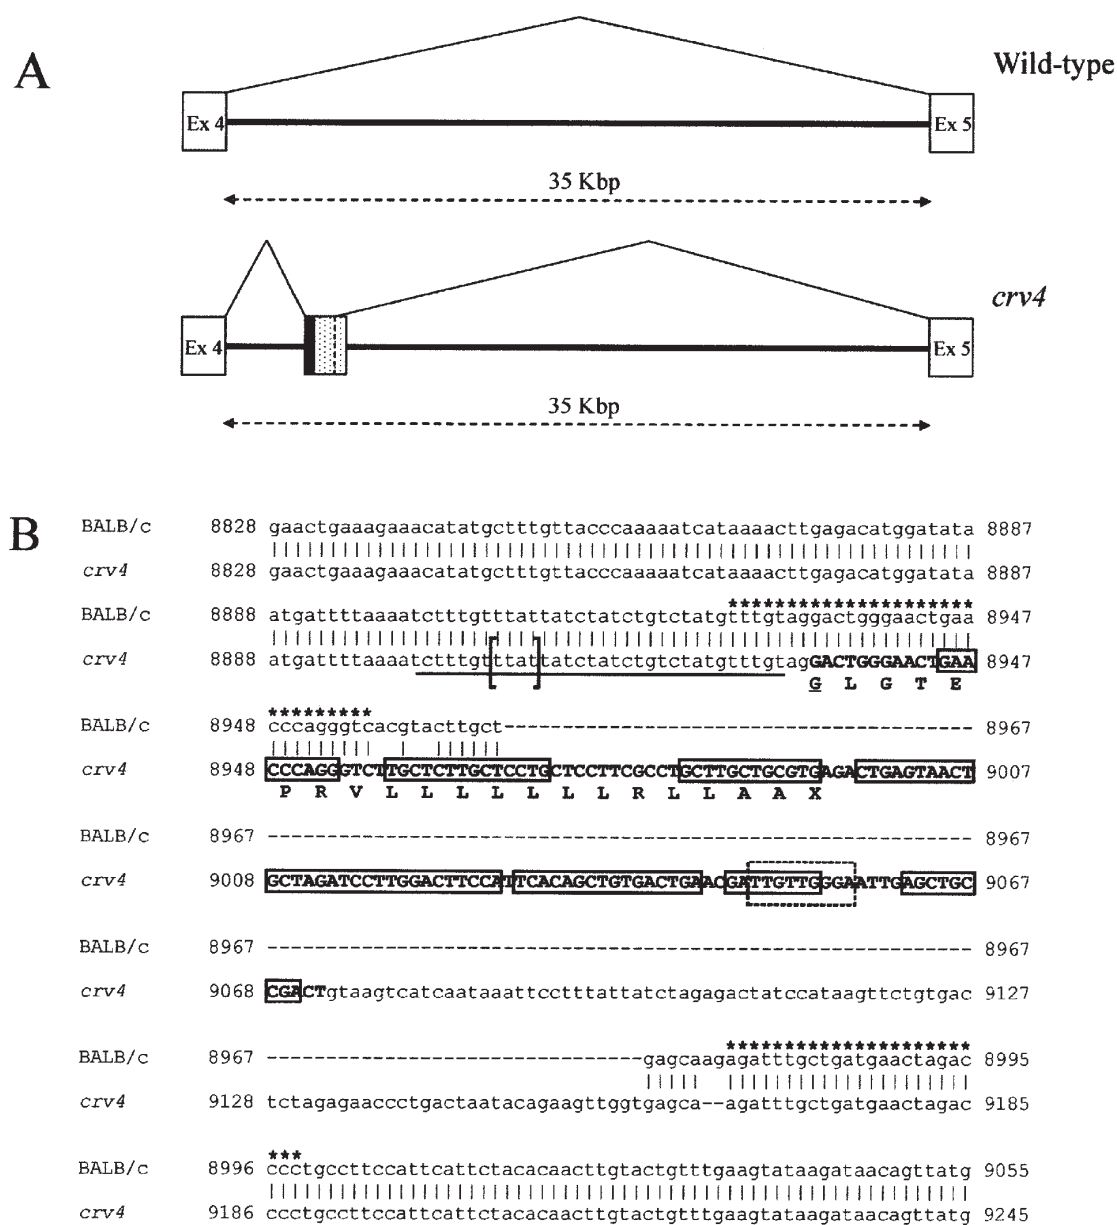 A
Wild-type
Ex 4
Ex 5
35 Kbp
crv4
Ex 4
Ex 5
35 Kbp
B
BALB/c 8828 gaactgaaagaaacatatgctttgttacccaaaaatcataaaacttgagacatggatata 8887
crv4 8828 gaactgaaagaaacatatgctttgttacccaaaaatcataaaacttgagacatggatata 8887
*********************
BALB/c 8888 atgattttaaaatctttgtttattatctatctgtctatgtttgtaggactgggaactgaa 8947
crv4 8888 atgattttaaaatctttgtttattatctatctgtctatgtttgtagGACTGGGAACTGAA 8947
G L G T E
*********
BALB/c 8948 cccagggtcacgtacttgct---------------------------------------- 8967
crv4 8948 CCCAGGGTCTTGCTCTTGCTCCTGCTCCTTCGCCTGCTTGCTGCGTGAGACTGAGTAACT 9007
P R V L L L L L L L R L L A A X
BALB/c 8967 ------------------------------------------------------------ 8967
crv4 9008 GCTAGATCCTTGGACTTCCATTCACAGCTGTGACTGAACGATTGTTGGGAATTGAGCTGC 9067
BALB/c 8967 ------------------------------------------------------------ 8967
crv4 9068 CGACTgtaagtcatcaataaattcctttattatctagagactatccataagttctgtgac 9127
*********************
BALB/c 8967 --------------------------------gagcaagagatttgctgatgaactagac 8995
crv4 9128 tctagagaaccctgactaatacagaagttggtgagca--agatttgctgatgaactagac 9185
***
BALB/c 8996 ccctgccttccattcattctacacaacttgtactgtttgaagtataagataacagttatg 9055
crv4 9186 ccctgccttccattcattctacacaacttgtactgtttgaagtataagataacagttatg 9245